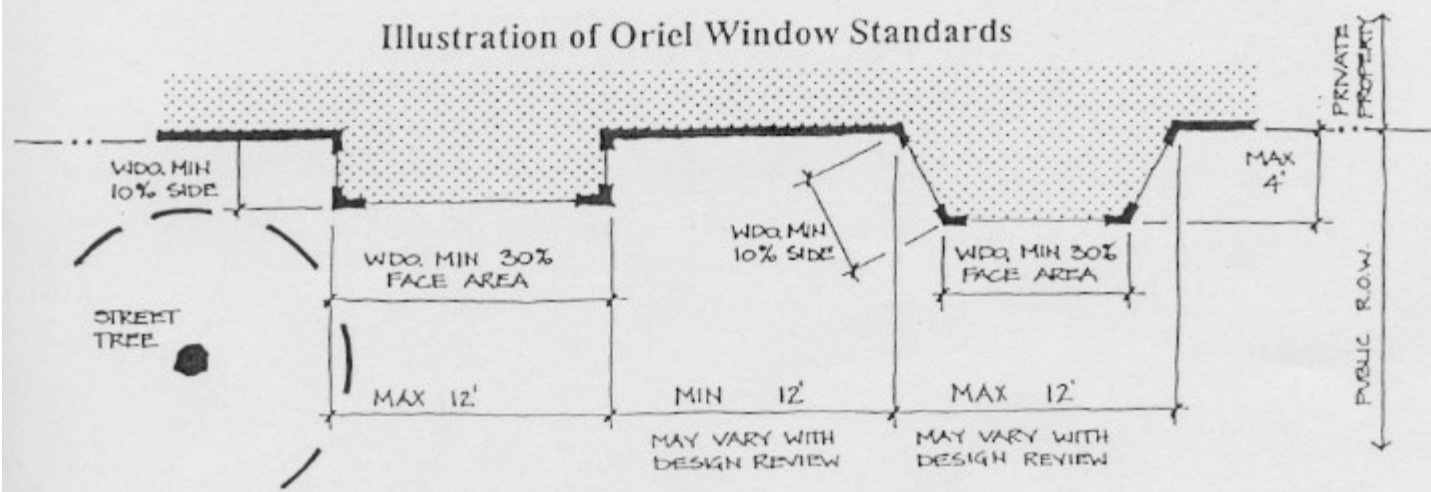 Illustration of Oriel Window Standards
PRIVATE
PROPERTY
WDO. MIN
10% SIDE
MAX
4'
WDO. MIN
10% SIDE
WDO. MIN 30%
FACE AREA
WDO. MIN 30%
FACE AREA
STREET
TREE
PUBLIC R.O.W.
MAX 12'
MIN 12'
MAX 12'
MAY VARY WITH
DESIGN REVIEW
MAY VARY WITH
DESIGN REVIEW